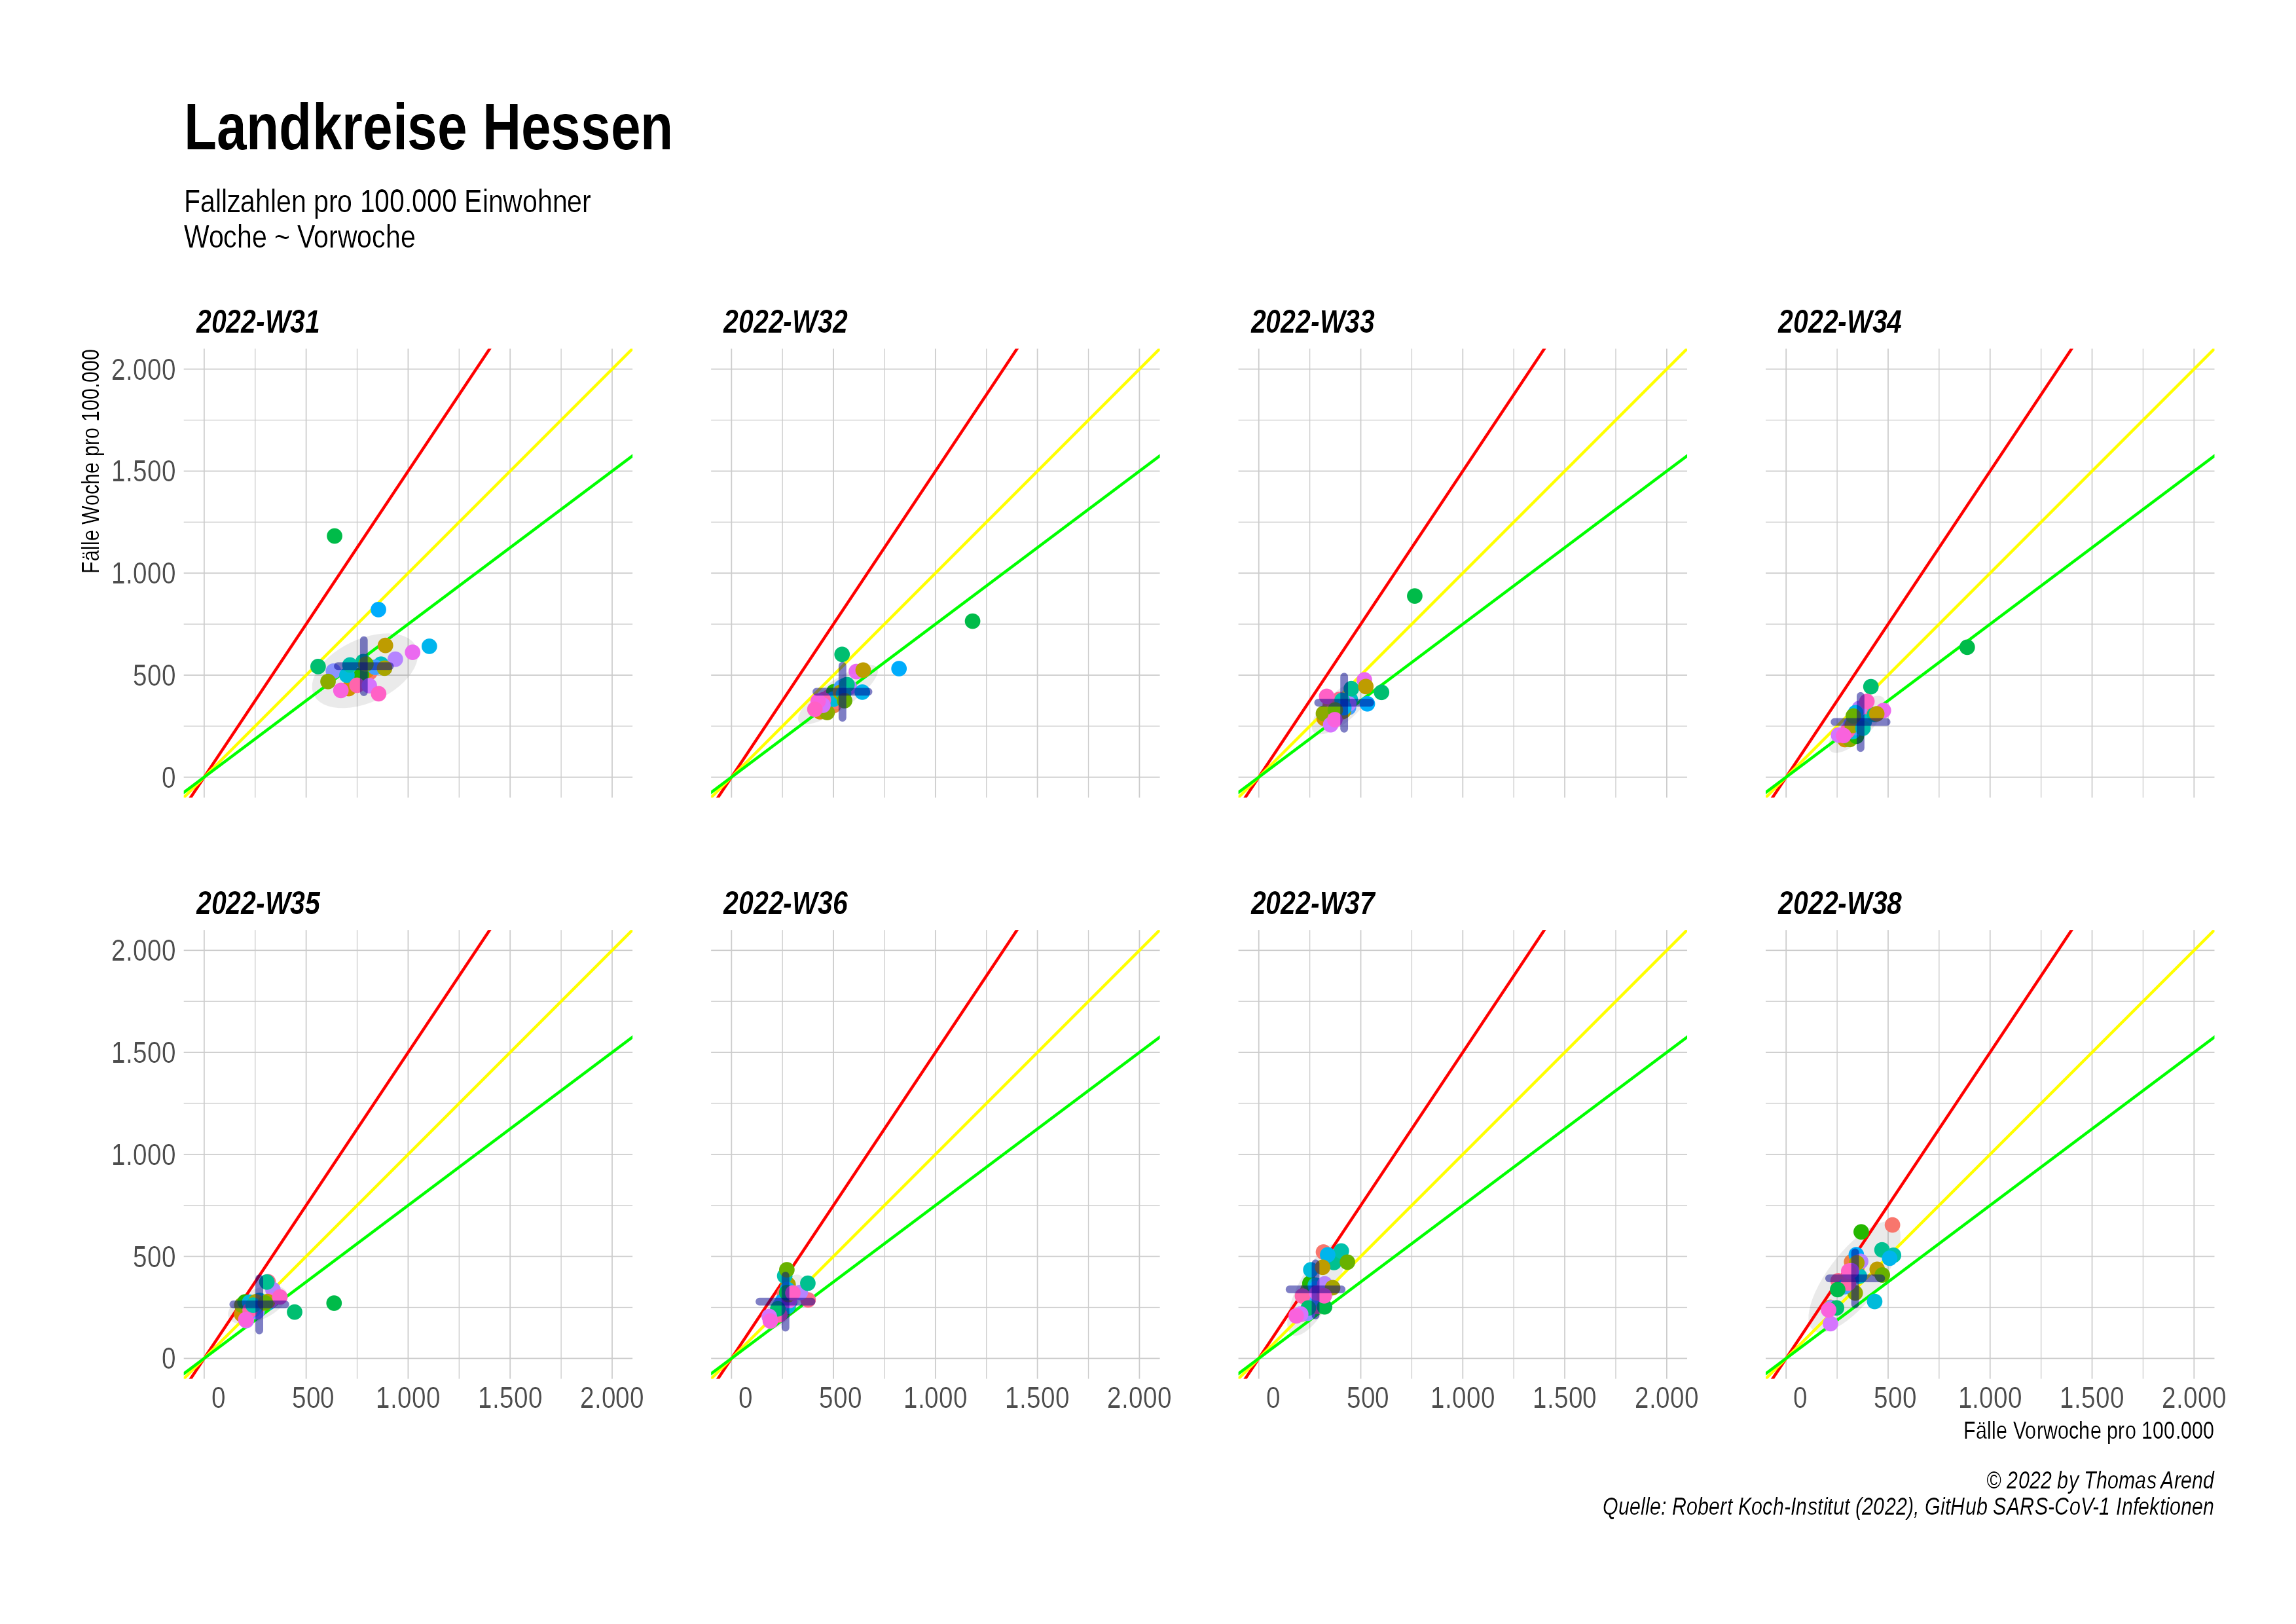 Landkreise Hessen
Fallzahlen pro 100.000 Einwohner
Woche ~ Vorwoche
2022-W31
2022-W32
2022-W33
2022-W34
Fälle Woche pro 100.000
2.000
1.500
1.000
500
0
2022-W35
2022-W36
2022-W37
2022-W38
2.000
1.500
1.000
500
0
0 500 1.000 1.500 2.000
0 500 1.000 1.500 2.000
0 500 1.000 1.500 2.000
0 500 1.000 1.500 2.000
Fälle Vorwoche pro 100.000
© 2022 by Thomas Arend
Quelle: Robert Koch-Institut (2022), GitHub SARS-CoV-1 Infektionen